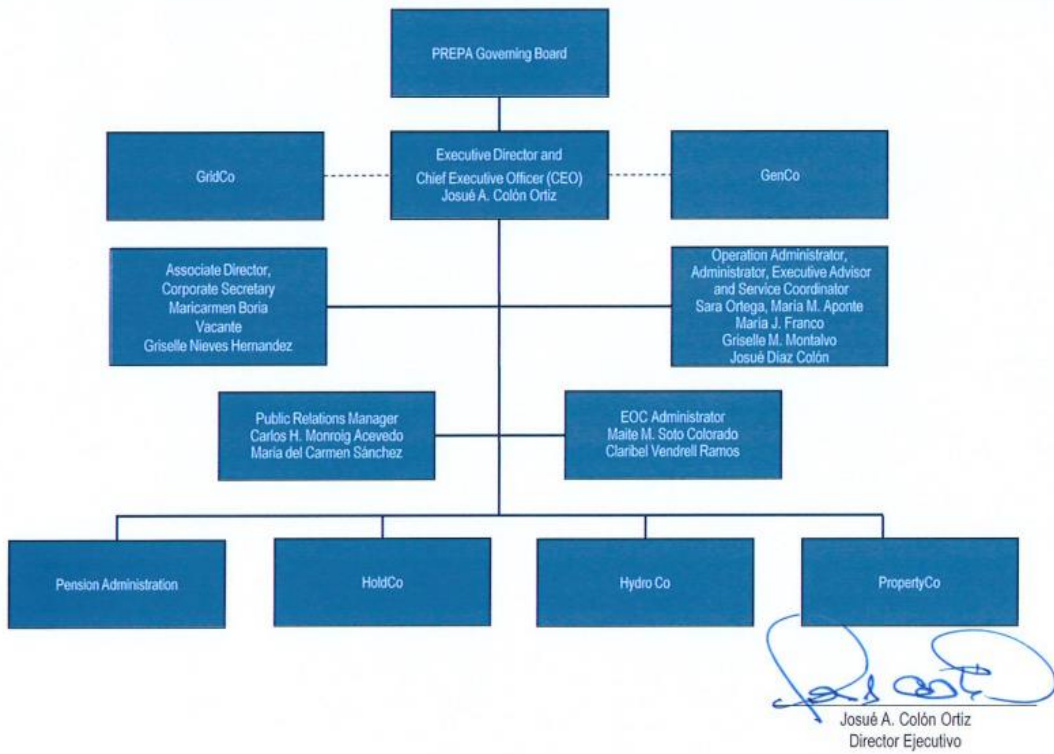 PREPA Governing Board
GridCo
Executive Director and
Chief Executive Officer (CEO)
Josué A. Colón Ortiz
GenCo
Associate Director,
Corporate Secretary
Maricarmen Boria
Vacante
Griselle Nieves Hernandez
Operation Administrator,
Administrator, Executive Advisor
and Service Coordinator
Sara Ortega, Maria M. Aponte
Maria J. Franco
Griselle M. Montalvo
Josué Diaz Colón
Public Relations Manager
Carlos H. Monroig Acevedo
María del Carmen Sánchez
EOC Administrator
Maite M. Soto Colorado
Claribel Vendrell Ramos
Pension Administration
HoldCo
Hydro Co
PropertyCo
Josué A. Colón Ortiz
Director Ejecutivo